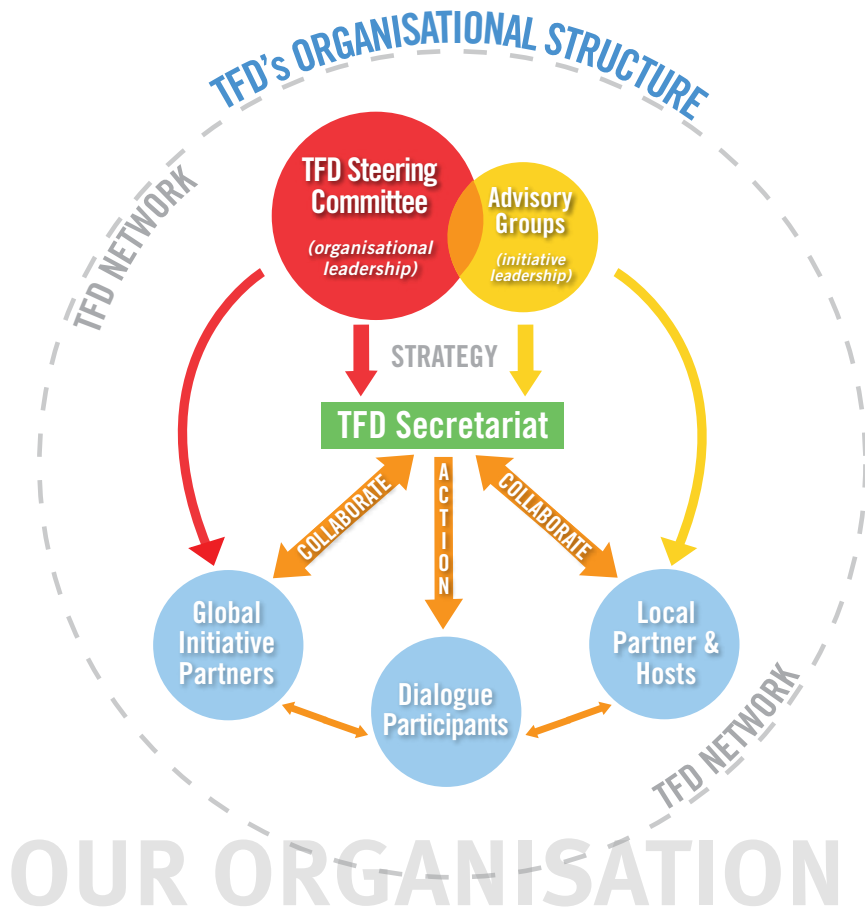 TFD's ORGANISATIONAL STRUCTURE
TFD NETWORK
TFD Steering
Committee
(organisational
leadership)
Advisory
Groups
(initiative
leadership)
STRATEGY
TFD Secretariat
COLLABORATE
ACTION
COLLABORATE
Global
Initiative
Partners
Dialogue
Participants
Local
Partner &
Hosts
TFD NETWORK
OUR ORGANISATION